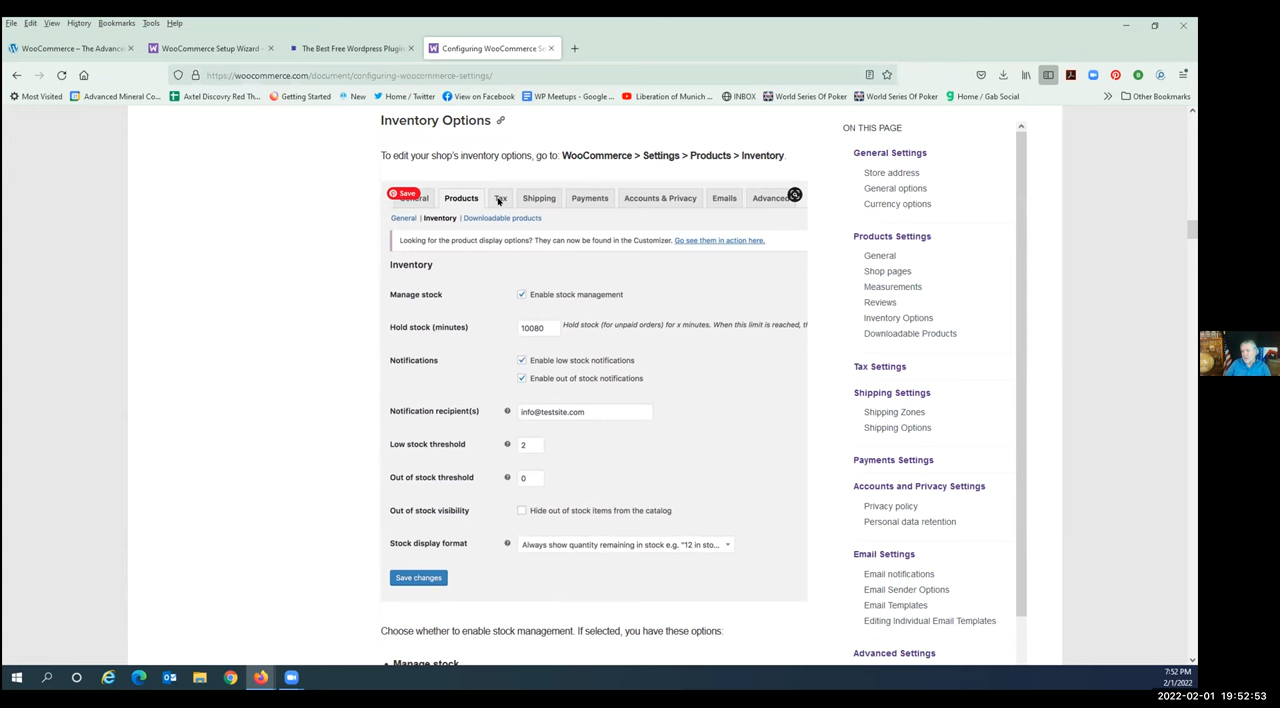 File Edit View History Bookmarks Tools Help
WooCommerce – The Advance
WooCommerce Setup Wizard -
The Best Free Wordpress Plugin
Configuring WooCommerce Se
https://woocommerce.com/document/configuring-woocommerce-settings/
Most Visited Advanced Mineral Co... Axtel Discovry Red Th... Getting Started New Home / Twitter View on Facebook WP Meetups - Google ... Liberation of Munich ... INBOX World Series Of Poker World Series Of Poker Home / Gab Social Other Bookmarks
Inventory Options
To edit your shop's inventory options, go to: WooCommerce > Settings > Products > Inventory.
Save
General Products Tax Shipping Payments Accounts & Privacy Emails Advanced
General | Inventory | Downloadable products
Looking for the product display options? They can now be found in the Customizer. Go see them in action here.
Inventory
Manage stock Enable stock management
Hold stock (minutes) 10080 Hold stock (for unpaid orders) for x minutes. When this limit is reached, th
Notifications Enable low stock notifications
Enable out of stock notifications
Notification recipient(s) info@testsite.com
Low stock threshold 2
Out of stock threshold 0
Out of stock visibility Hide out of stock items from the catalog
Stock display format Always show quantity remaining in stock e.g. "12 in sto...
Save changes
Choose whether to enable stock management. If selected, you have these options:
Manage stock
ON THIS PAGE
General Settings
Store address
General options
Currency options
Products Settings
General
Shop pages
Measurements
Reviews
Inventory Options
Downloadable Products
Tax Settings
Shipping Settings
Shipping Zones
Shipping Options
Payments Settings
Accounts and Privacy Settings
Privacy policy
Personal data retention
Email Settings
Email notifications
Email Sender Options
Email Templates
Editing Individual Email Templates
Advanced Settings
7:52 PM
2/1/2022
2022-02-01 19:52:53